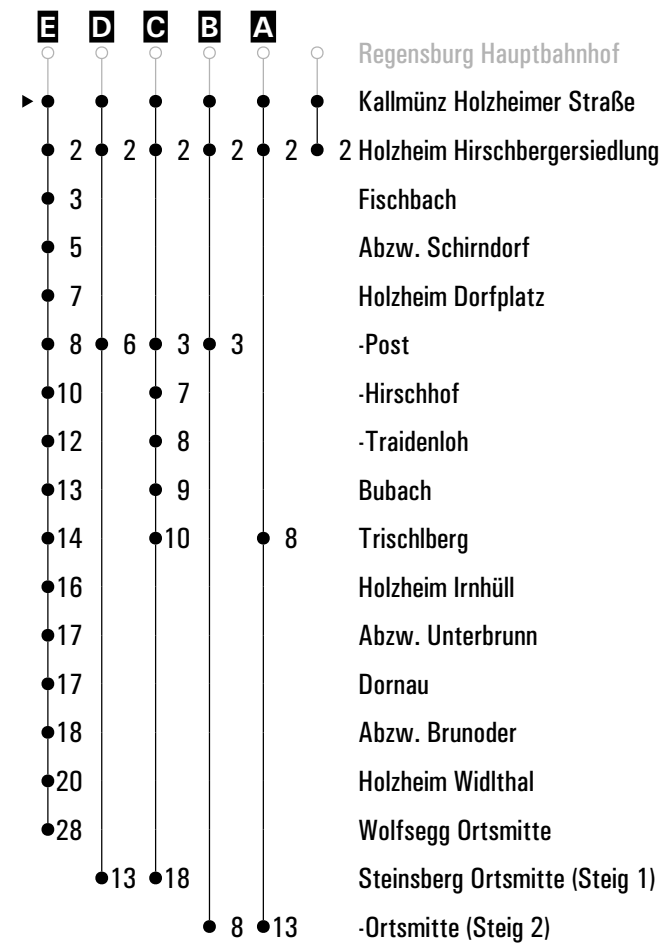 E D C B A
Regensburg Hauptbahnhof
Kallmünz Holzheimer Straße
2 2 2 2 2 2 Holzheim Hirschbergersiedlung
3 Fischbach
5 Abzw. Schirndorf
7 Holzheim Dorfplatz
8 6 3 3 -Post
10 7 -Hirschhof
12 8 -Traidenloh
13 9 Bubach
14 10 8 Trischlberg
16 Holzheim Irnhüll
17 Abzw. Unterbrunn
17 Dornau
18 Abzw. Brunoder
20 Holzheim Widlthal
28 Wolfsegg Ortsmitte
13 18 Steinsberg Ortsmitte (Steig 1)
8 13 -Ortsmitte (Steig 2)